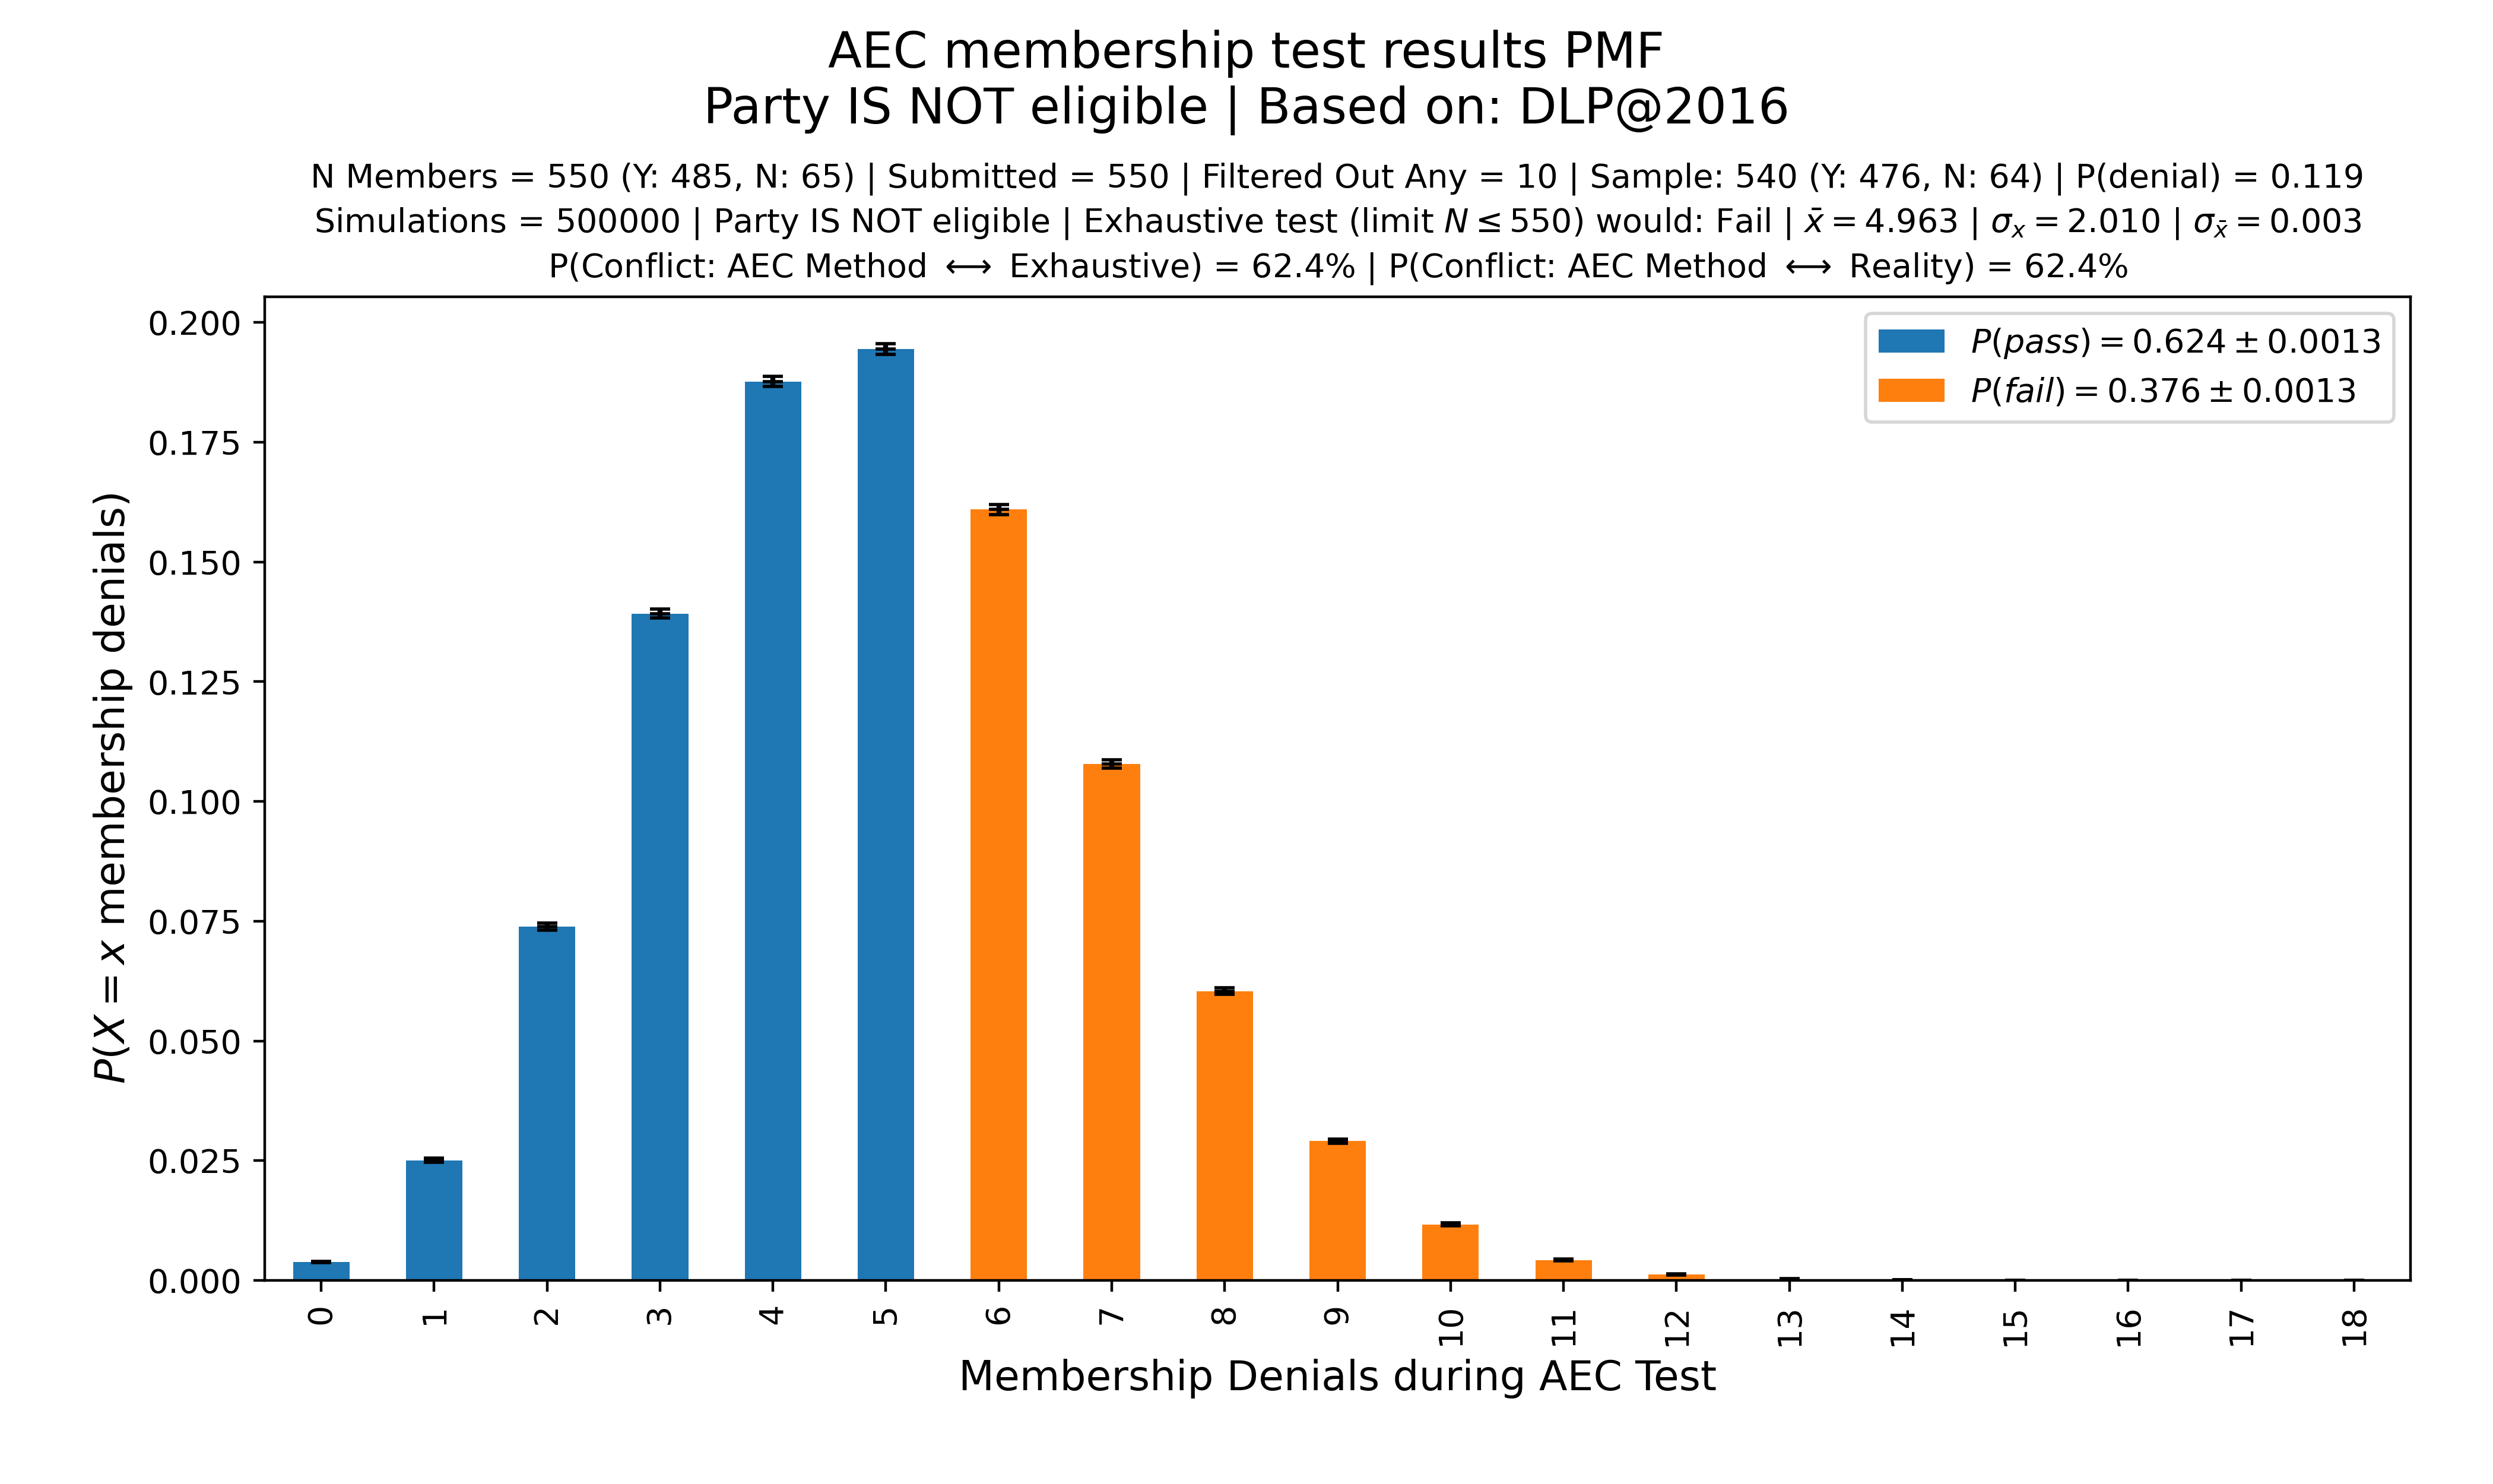 AEC membership test results PMF
Party IS NOT eligible | Based on: DLP@2016
N Members = 550 (Y: 485, N: 65) | Submitted = 550 | Filtered Out Any = 10 | Sample: 540 (Y: 476, N: 64) | P(denial) = 0.119
Simulations = 500000 | Party IS NOT eligible | Exhaustive test (limit N ≤ 550) would: Fail | x̄ = 4.963 | σₓ = 2.010 | σ_x̄ = 0.003
P(Conflict: AEC Method ⟷ Exhaustive) = 62.4% | P(Conflict: AEC Method ⟷ Reality) = 62.4%
P(pass) = 0.624 ± 0.0013
P(fail) = 0.376 ± 0.0013
P(X = x membership denials)
0.200
0.175
0.150
0.125
0.100
0.075
0.050
0.025
0.000
0 1 2 3 4 5 6 7 8 9 10 11 12 13 14 15 16 17 18
Membership Denials during AEC Test